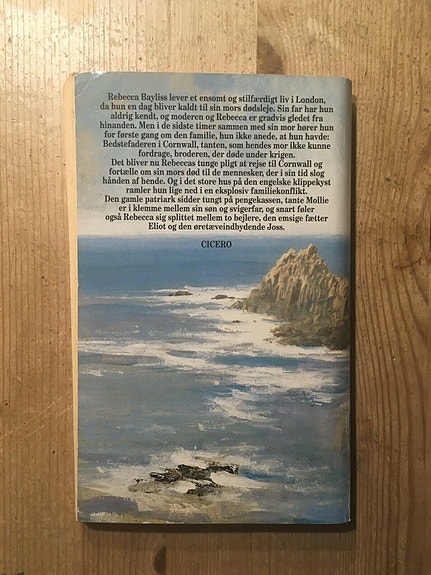 Rebecca Bayliss lever et ensomt og stilfærdigt liv i London,
da hun en dag bliver kaldt til sin mors dødsleje. Sin far har hun
aldrig kendt, og moderen og Rebecca er gradvis gledet fra
hinanden. Men i de sidste timer sammen med sin mor hører hun
for første gang om den familie, hun ikke anede, at hun havde:
Bedstefaderen i Cornwall, tanten, som hendes mor ikke kunne
fordrage, broderen, der døde under krigen.
Det bliver nu Rebeccas tunge pligt at rejse til Cornwall og
fortælle om sin mors død til de mennesker, der i sin tid slog
hånden af hende. Og i det store hus på den engelske klippekyst
ramler hun lige ned i en eksplosiv familiekonflikt.
Den gamle patriark sidder tungt på pengekassen, tante Mollie
er i klemme mellem sin søn og svigerfar, og snart føler
også Rebecca sig splittet mellem to bejlere, den emsige fætter
Eliot og den øretæveindbydende Joss.
CICERO